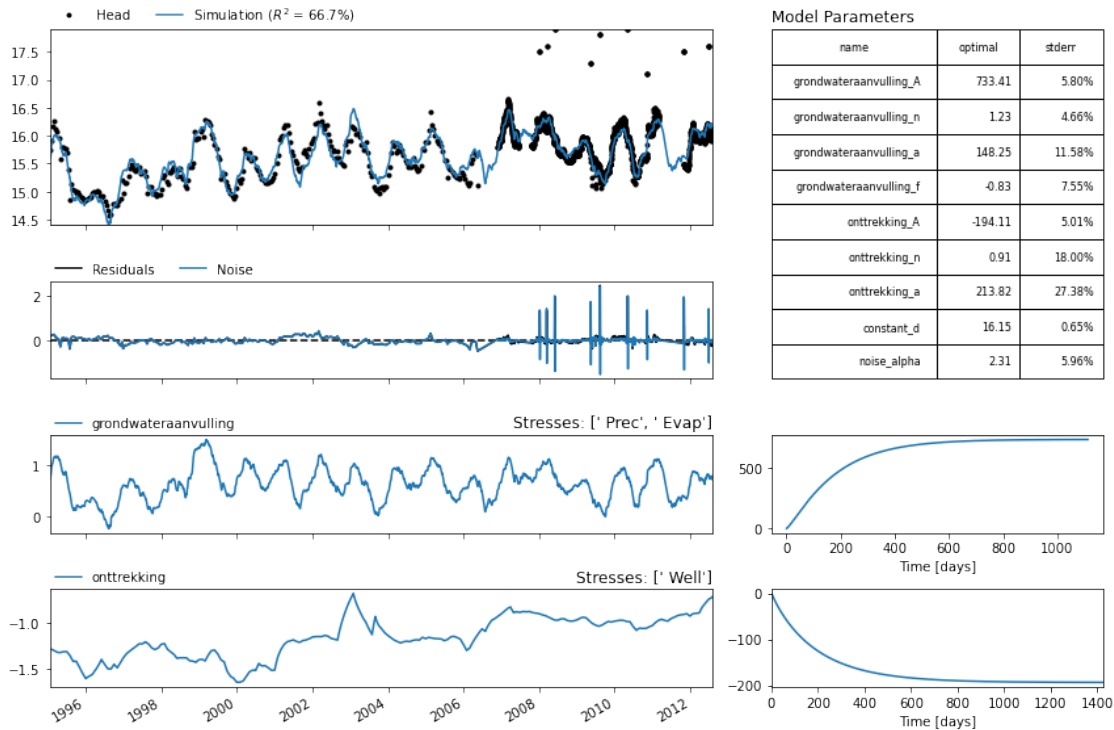 Head Simulation (R² = 66.7%)
17.5
17.0
16.5
16.0
15.5
15.0
14.5
Model Parameters
name optimal stderr
grondwateraanvulling_A 733.41 5.80%
grondwateraanvulling_n 1.23 4.66%
grondwateraanvulling_a 148.25 11.58%
grondwateraanvulling_f -0.83 7.55%
onttrekking_A -194.11 5.01%
onttrekking_n 0.91 18.00%
onttrekking_a 213.82 27.38%
constant_d 16.15 0.65%
noise_alpha 2.31 5.96%
Residuals Noise
2
0
grondwateraanvulling Stresses: [' Prec', ' Evap']
1
0
500
0
0 200 400 600 800 1000
Time [days]
onttrekking Stresses: [' Well']
−1.0
−1.5
1996 1998 2000 2002 2004 2006 2008 2010 2012
0
−100
−200
0 200 400 600 800 1000 1200 1400
Time [days]